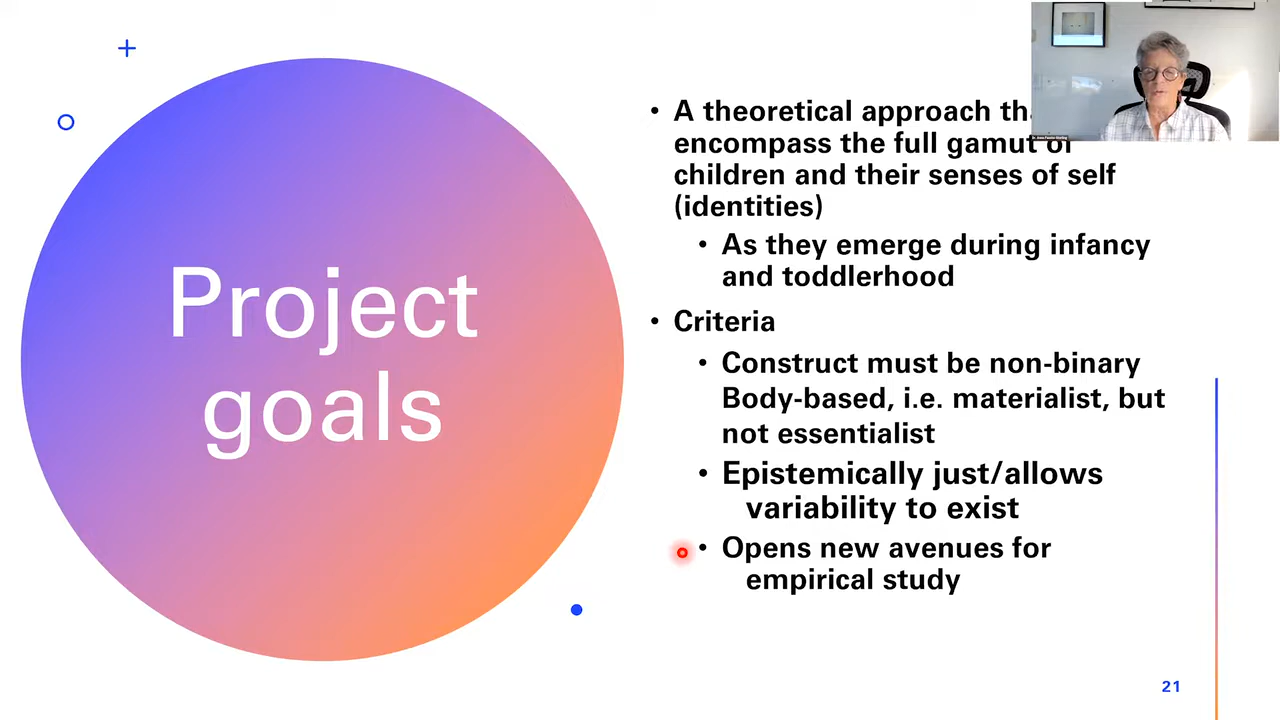 Project
goals
• A theoretical approach
encompass the full gamut of
children and their senses of self
(identities)
• As they emerge during infancy
and toddlerhood
• Criteria
• Construct must be non-binary
Body-based, i.e. materialist, but
not essentialist
• Epistemically just/allows
variability to exist
• Opens new avenues for
empirical study
21